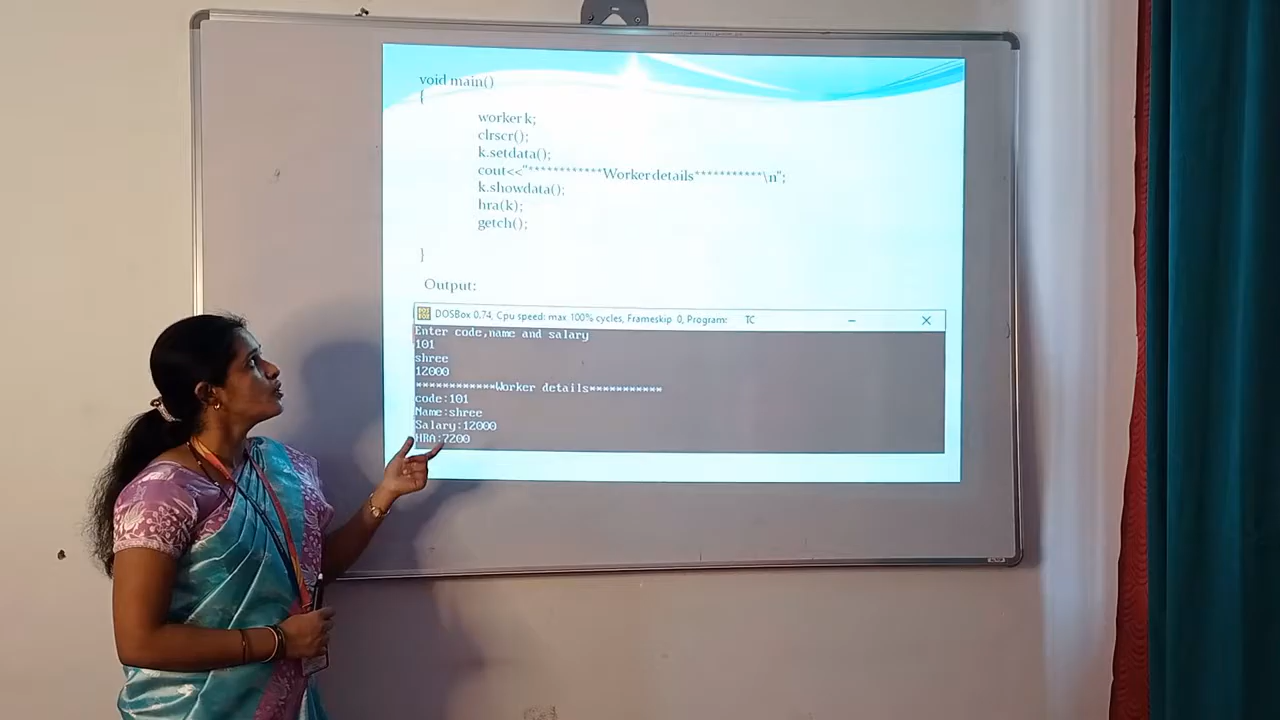 void main()
{
worker k;
clrscr();
k.setdata();
cout<<"************Worker details***********\n";
k.showdata();
hra(k);
getch();
}
Output:
DOSBox 0.74, Cpu speed: max 100% cycles, Frameskip 0, Program: TC
Enter code,name and salary
101
shree
12000
************Worker details***********
code:101
Name:shree
Salary:12000
HRA:7200